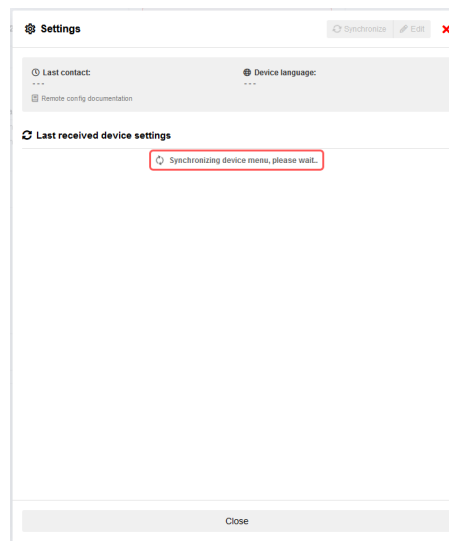 Settings
Synchronize
Edit
Last contact:
Device language:
---
---
Remote config documentation
Last received device settings
Synchronizing device menu, please wait..
Close